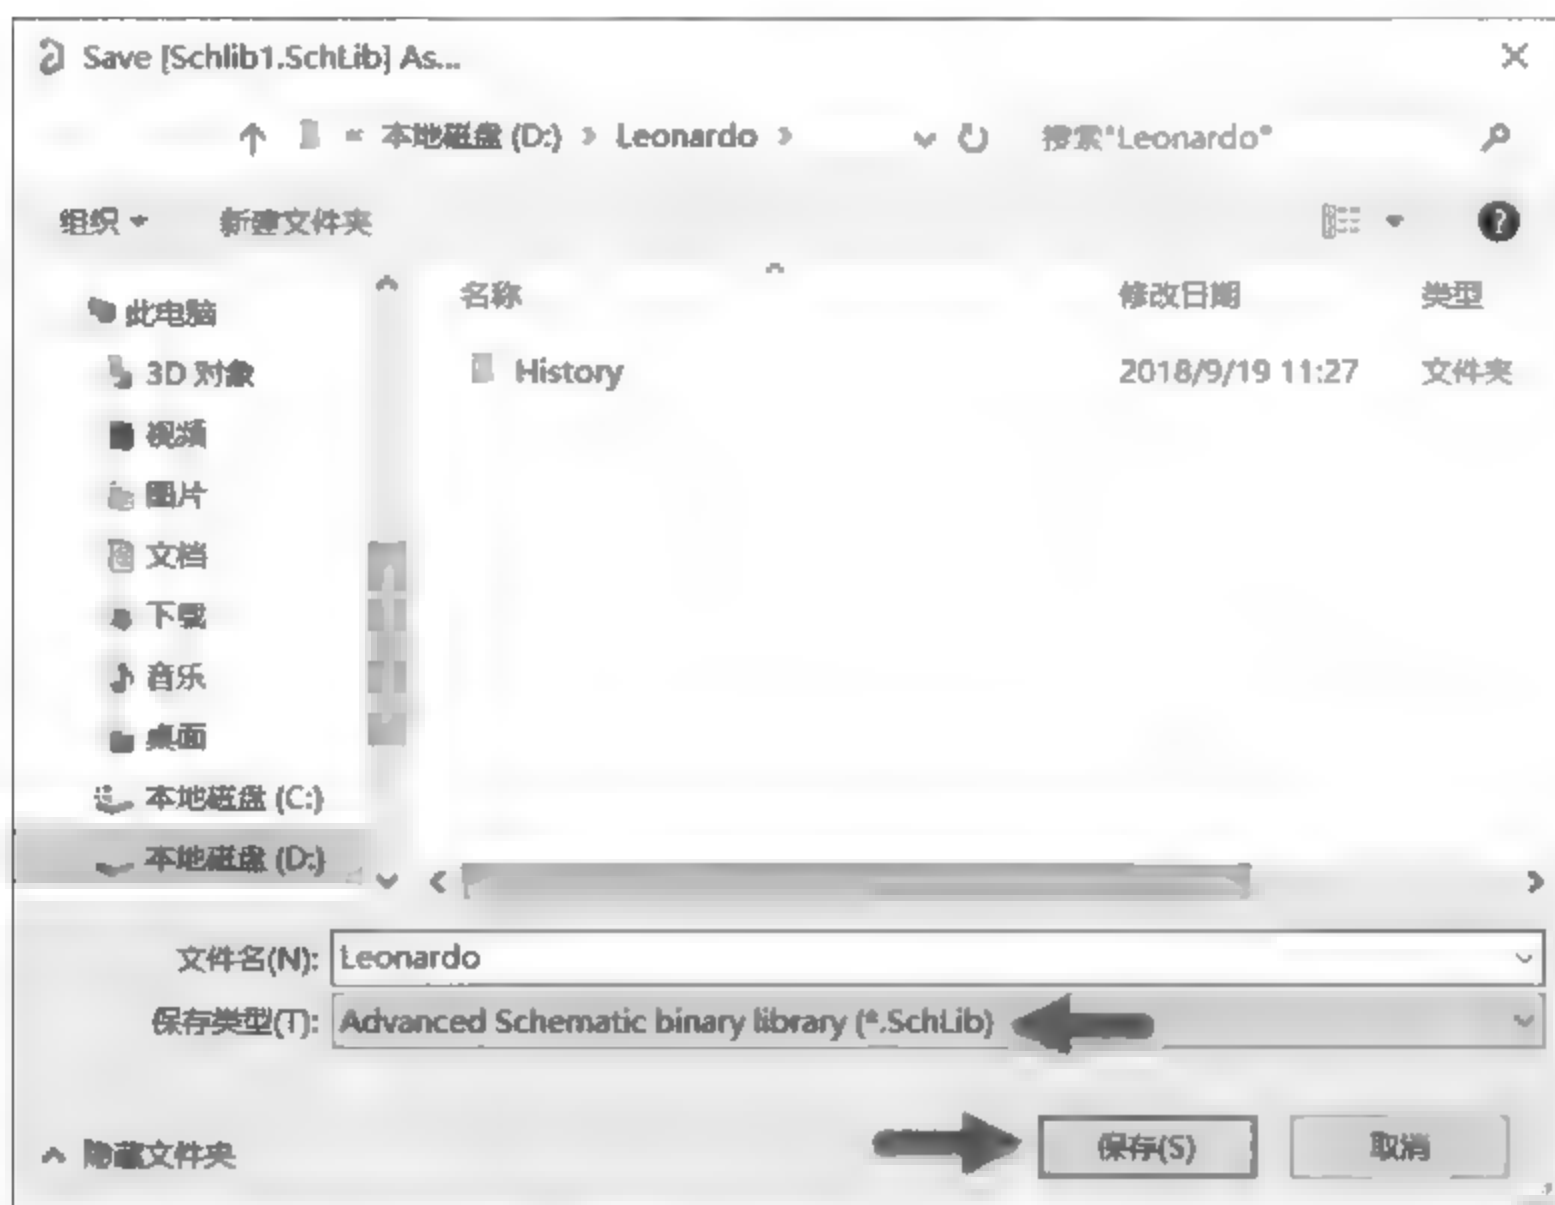 Save [Schlib1.SchLib] As...
« 本地磁盘 (D:) › Leonardo ›
搜索"Leonardo"
组织
新建文件夹
名称 修改日期 类型
此电脑
3D 对象
History 2018/9/19 11:27 文件夹
视频
图片
文档
下载
音乐
桌面
本地磁盘 (C:)
本地磁盘 (D:)
文件名(N): Leonardo
保存类型(T): Advanced Schematic binary library (*.SchLib)
隐藏文件夹
保存(S) 取消